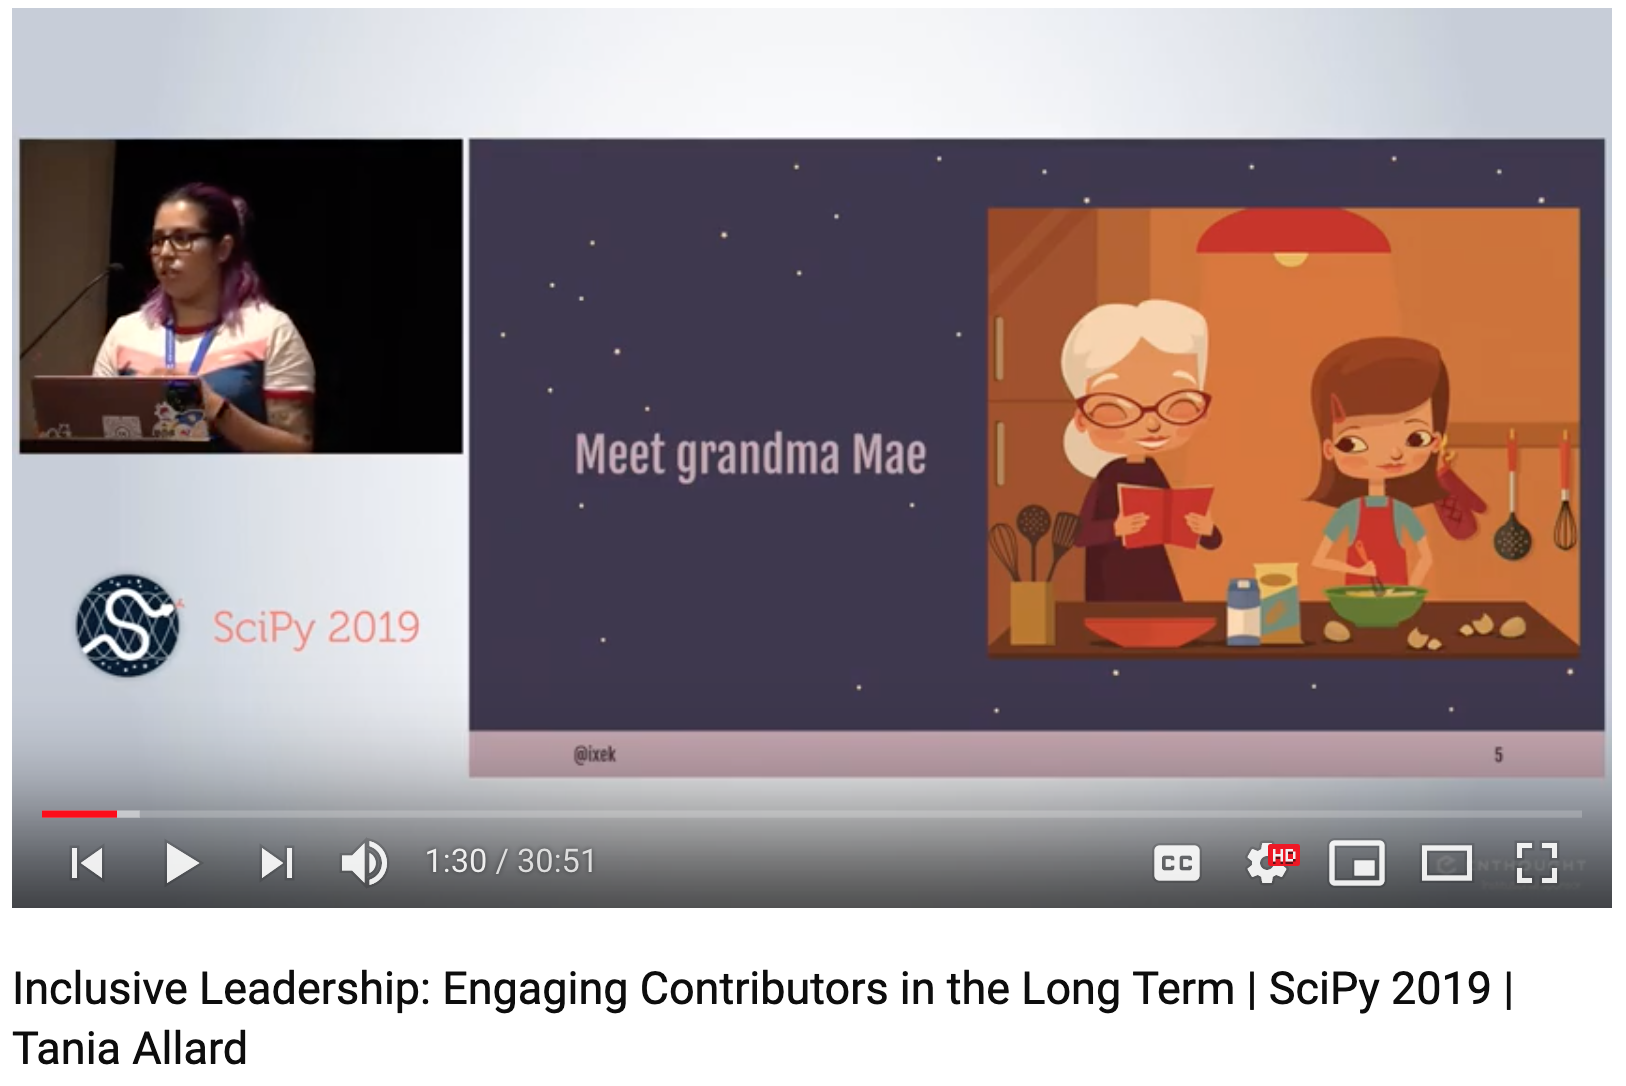 Meet grandma Mae
SciPy 2019
@ixek
5
1:30 / 30:51
CC
HD
ENTHOUGHT
Inclusive Leadership: Engaging Contributors in the Long Term | SciPy 2019 |
Tania Allard